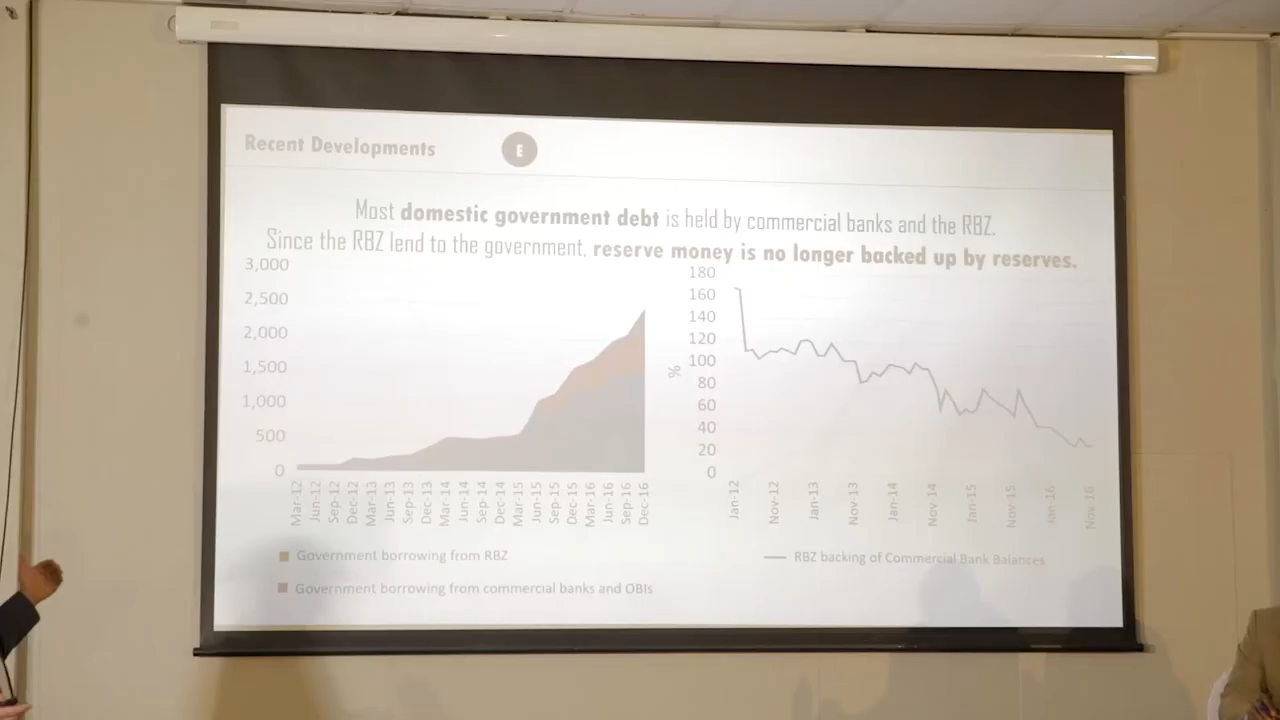 Recent Developments
E
Most domestic government debt is held by commercial banks and the RBZ.
Since the RBZ lend to the government, reserve money is no longer backed up by reserves.
3,000
2,500
2,000
1,500
1,000
500
0
Mar-12 Jun-12 Sep-12 Dec-12 Mar-13 Jun-13 Sep-13 Dec-13 Mar-14 Jun-14 Sep-14 Dec-14 Mar-15 Jun-15 Sep-15 Dec-15 Mar-16 Jun-16 Sep-16 Dec-16
Government borrowing from RBZ
Government borrowing from commercial banks and OBIs
%
180
160
140
120
100
80
60
40
20
0
Jan-12 Nov-12 Jan-13 Nov-13 Jan-14 Nov-14 Jan-15 Nov-15 Jan-16 Nov-16
RBZ backing of Commercial Bank Balances